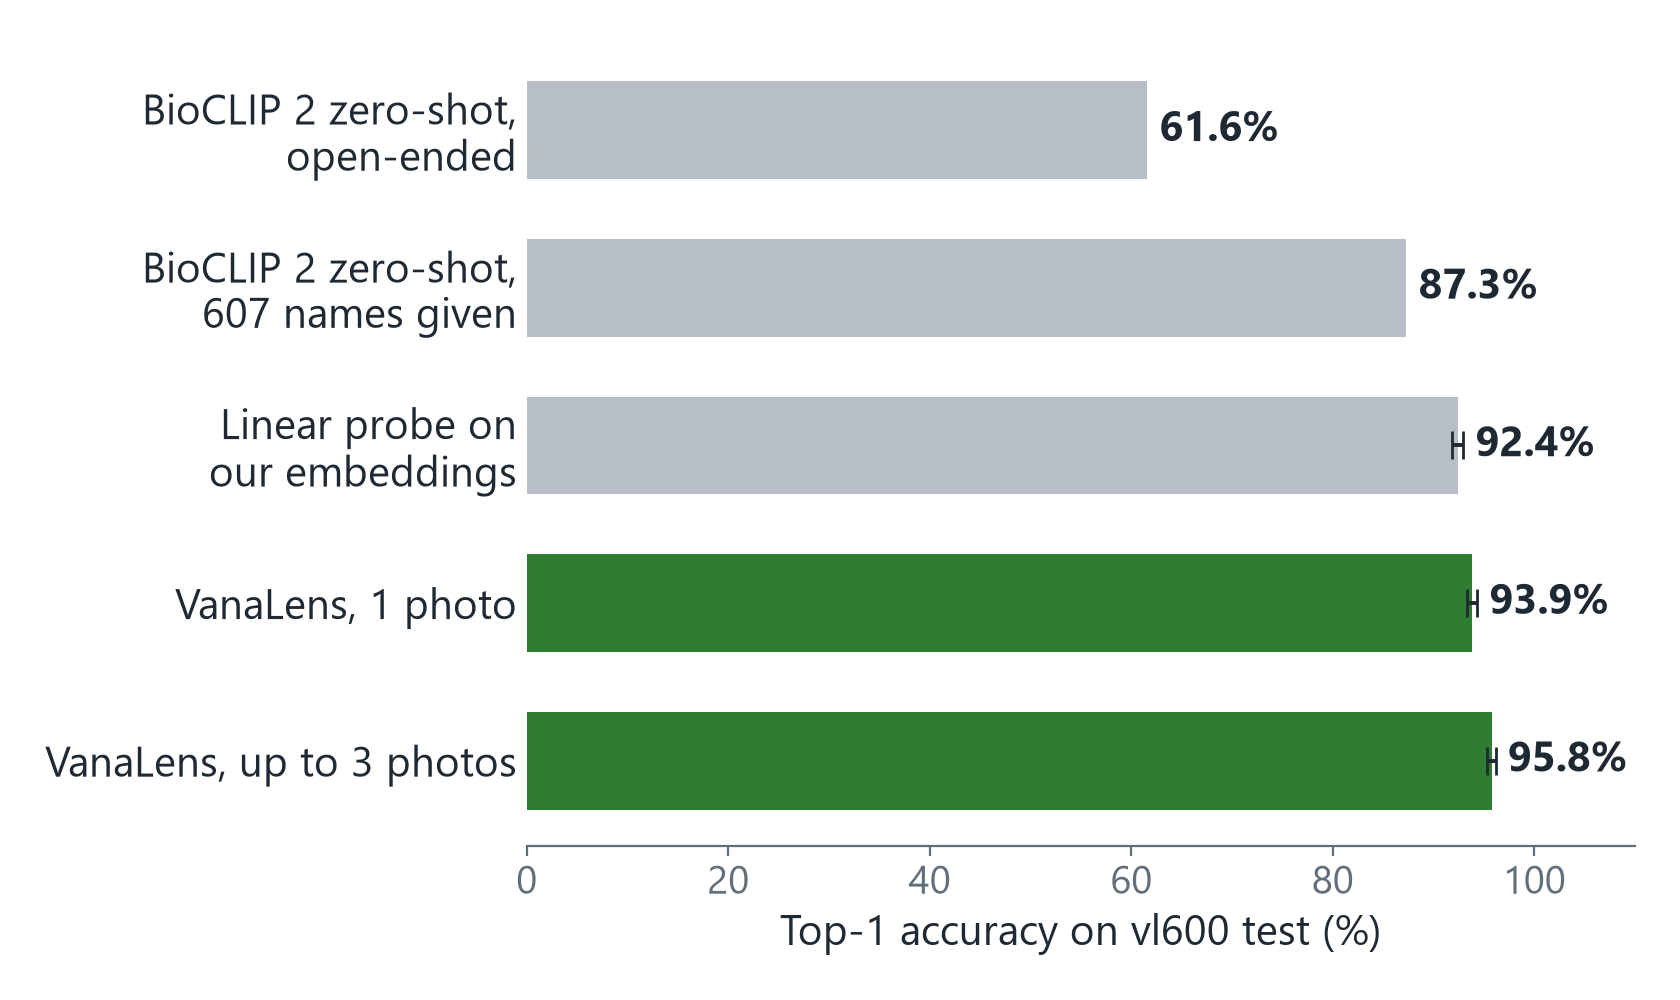 BioCLIP 2 zero-shot,
open-ended
61.6%
BioCLIP 2 zero-shot,
607 names given
87.3%
Linear probe on
our embeddings
92.4%
VanaLens, 1 photo
93.9%
VanaLens, up to 3 photos
95.8%
0 20 40 60 80 100
Top-1 accuracy on vl600 test (%)